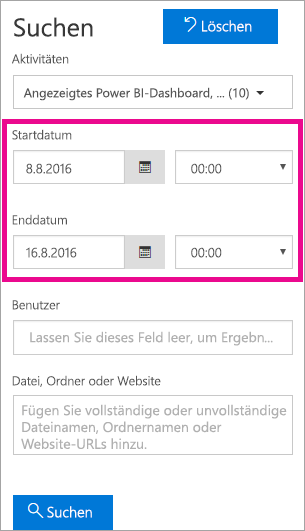 Suchen
Löschen
Aktivitäten
Angezeigtes Power BI-Dashboard, ... (10)
Startdatum
8.8.2016
00:00
Enddatum
16.8.2016
00:00
Benutzer
Lassen Sie dieses Feld leer, um Ergebn...
Datei, Ordner oder Website
Fügen Sie vollständige oder unvollständige
Dateinamen, Ordnernamen oder
Website-URLs hinzu.
Suchen